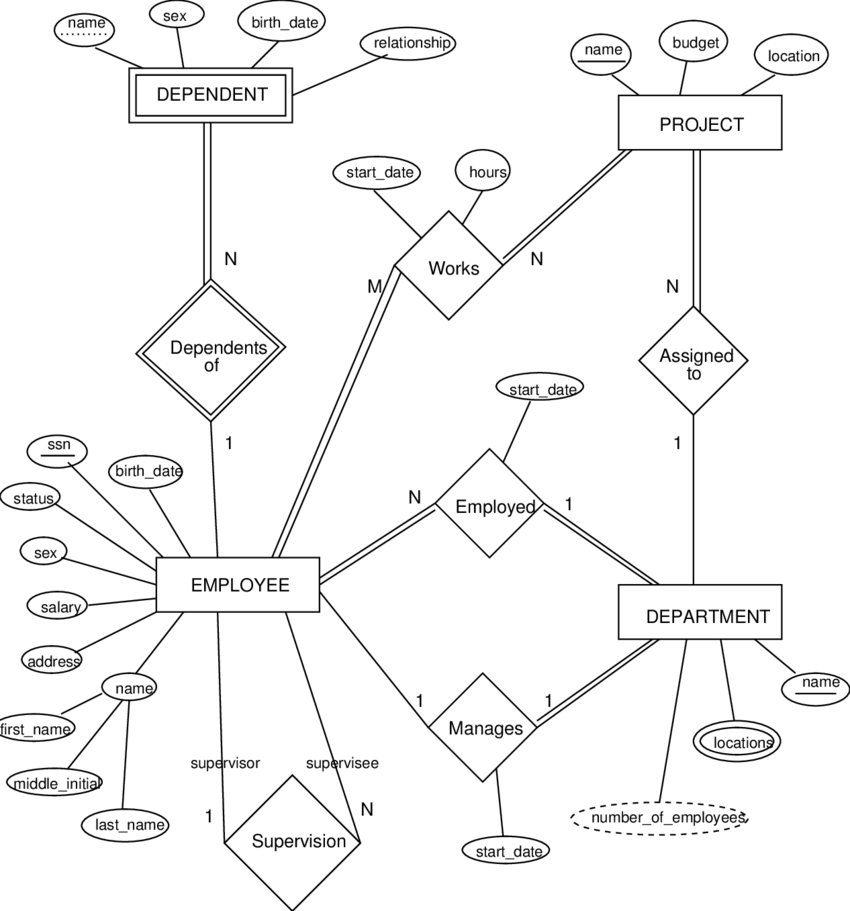 name
sex
birth_date
relationship
DEPENDENT
name
budget
location
PROJECT
start_date
hours
Works
M
N
N
N
Dependents
of
1
Assigned
to
1
start_date
Employed
N
1
ssn
birth_date
status
sex
salary
address
name
first_name
middle_initial
last_name
EMPLOYEE
DEPARTMENT
name
locations
number_of_employees
1
Manages
1
start_date
supervisor
supervisee
1
N
Supervision